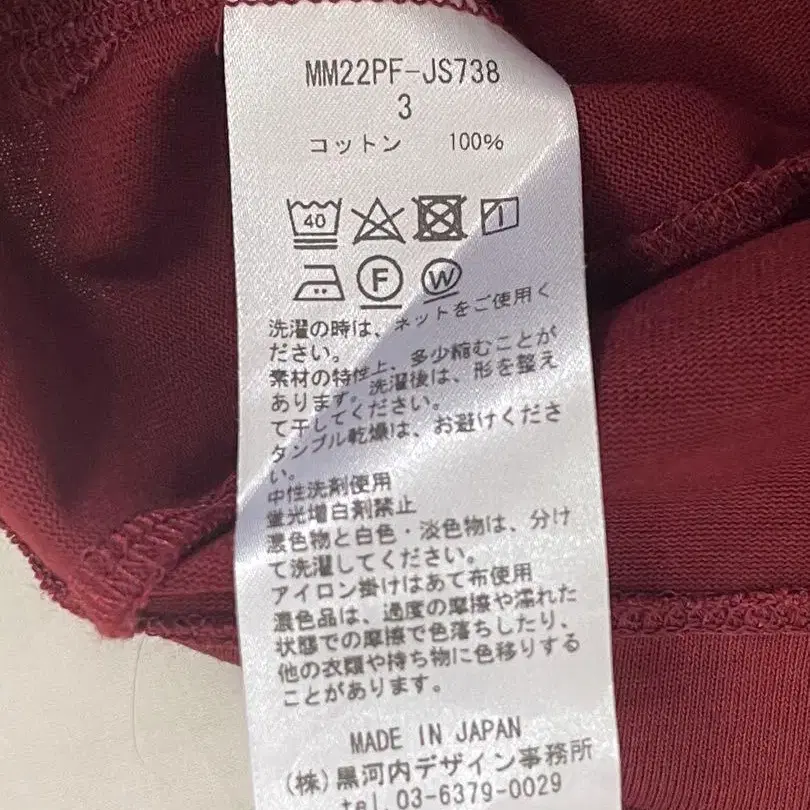 MM22PF-JS738
3
コットン 100%
40
F
W
洗濯の時は、ネットをご使用く
ださい。
素材の特性上、多少縮むことが
あります。洗濯後は、形を整え
て干してください。
タンブル乾燥は、お避けくださ
い。
中性洗剤使用
蛍光増白剤禁止
濃色物と白色・淡色物は、分け
て洗濯してください。
アイロン掛けはあて布使用
濃色品は、過度の摩擦や濡れた
状態での摩擦で色落ちしたり、
他の衣類や持ち物に色移りする
ことがあります。
MADE IN JAPAN
(株)黒河内デザイン事務所
tel 03-6379-0029